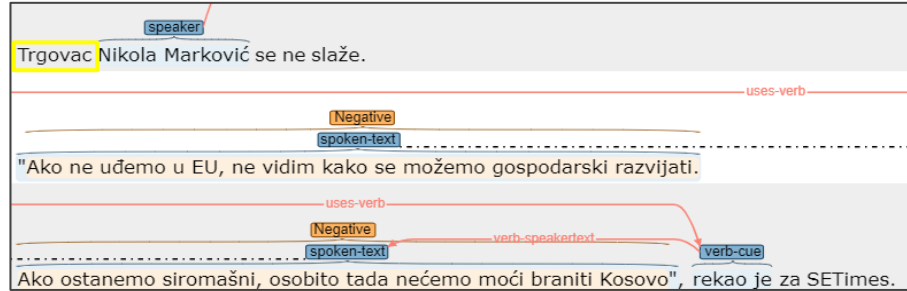 speaker
Trgovac Nikola Marković se ne slaže.
uses-verb
Negative
spoken-text
"Ako ne uđemo u EU, ne vidim kako se možemo gospodarski razvijati.
uses-verb
Negative
verb-speakertext
spoken-text verb-cue
Ako ostanemo siromašni, osobito tada nećemo moći braniti Kosovo", rekao je za SETimes.